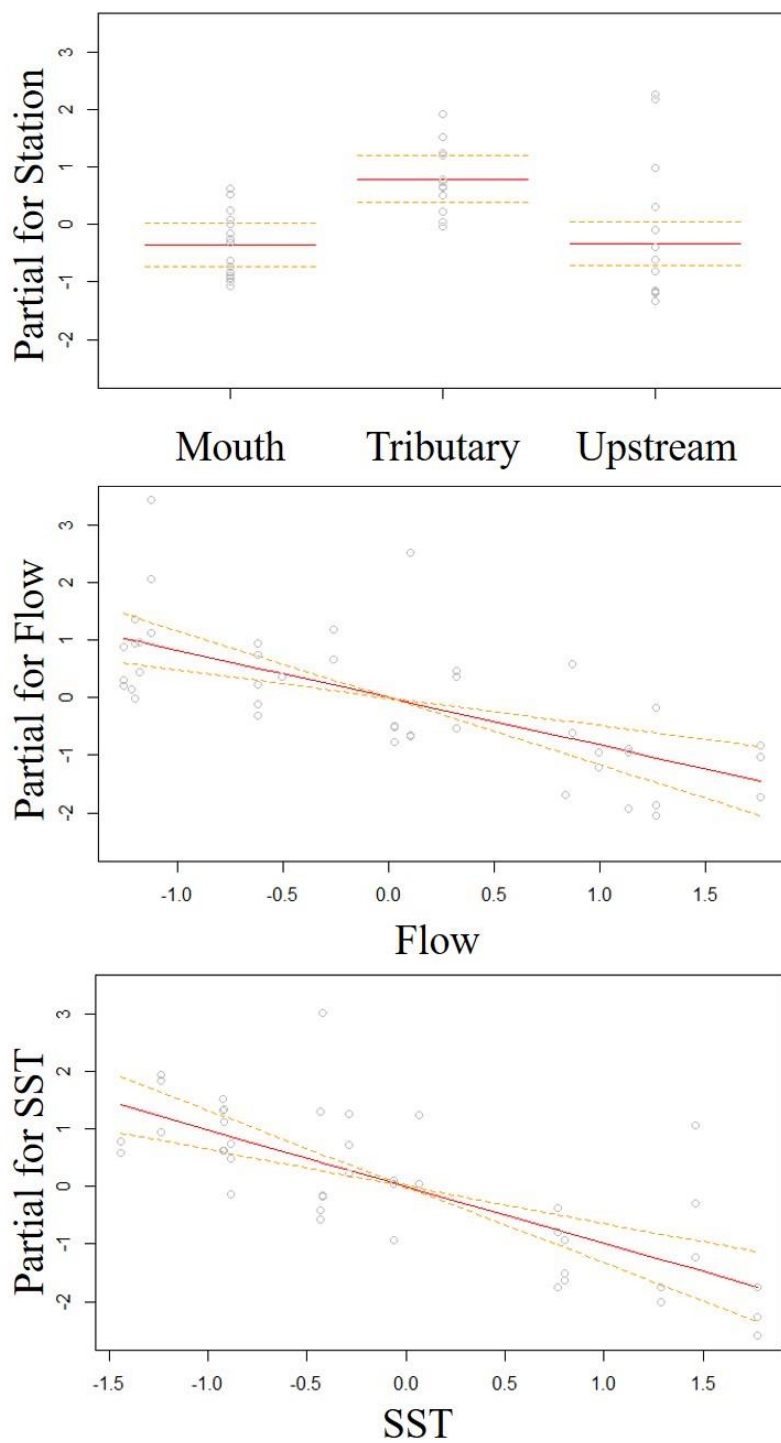 Partial for Station
3
2
1
0
-1
-2
Mouth Tributary Upstream
Partial for Flow
3
2
1
0
-1
-2
-1.0 -0.5 0.0 0.5 1.0 1.5
Flow
Partial for SST
3
2
1
0
-1
-2
-1.5 -1.0 -0.5 0.0 0.5 1.0 1.5
SST